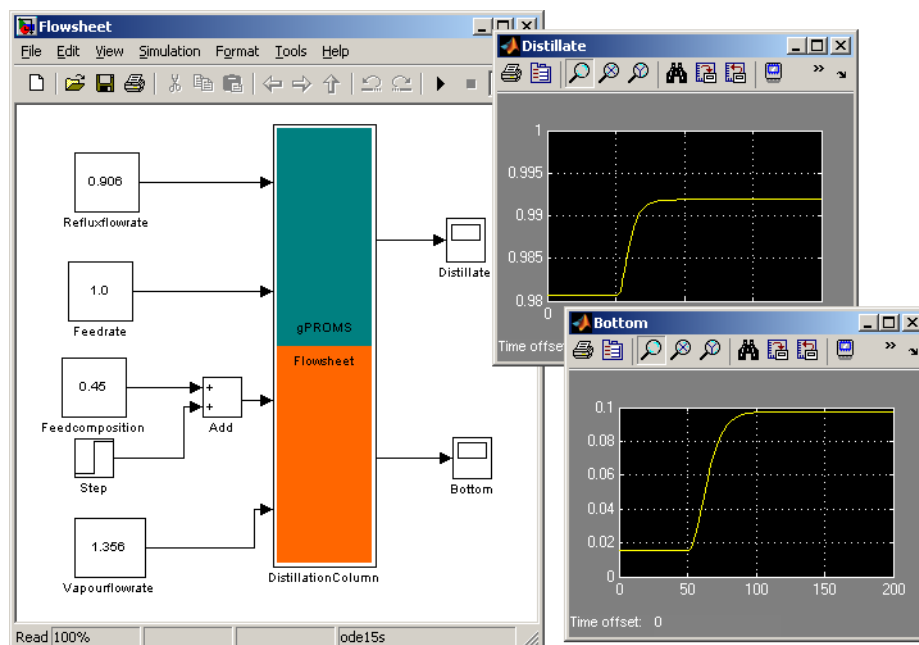 Flowsheet
File Edit View Simulation Format Tools Help
0.906
Refluxflowrate
1.0
Feedrate
0.45
Feedcomposition
Step
+
+
Add
1.356
Vapourflowrate
gPROMS
Flowsheet
DistillationColumn
Distillate
Bottom
Read 100% ode15s
Distillate
»
1
0.995
0.99
0.985
0.98
0
Time offset
Bottom
»
0.1
0.08
0.06
0.04
0.02
0
0 50 100 150 200
Time offset: 0